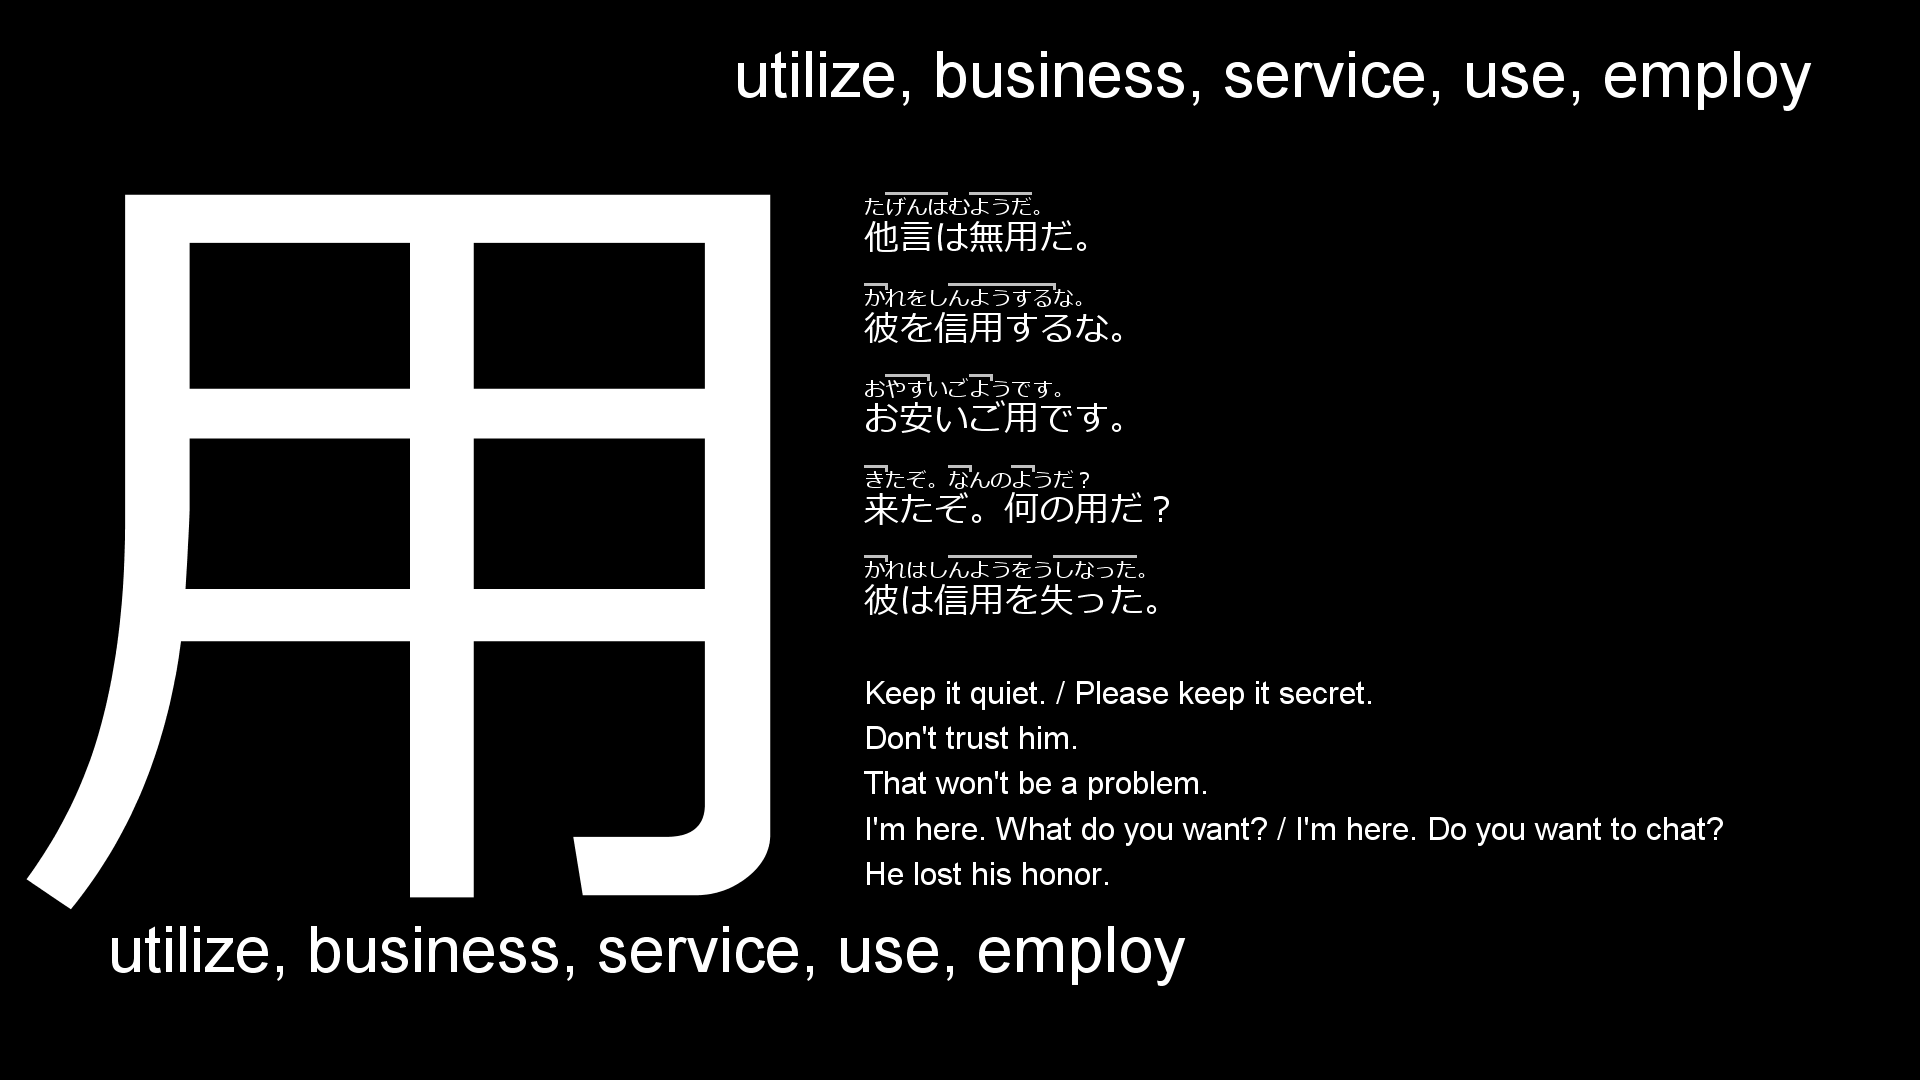 utilize, business, service, use, employ
用
たげんはむようだ。
他言は無用だ。
かれをしんようするな。
彼を信用するな。
おやすいごようです。
お安いご用です。
きたぞ。なんのようだ？
来たぞ。何の用だ？
かれはしんようをうしなった。
彼は信用を失った。
Keep it quiet. / Please keep it secret.
Don't trust him.
That won't be a problem.
I'm here. What do you want? / I'm here. Do you want to chat?
He lost his honor.
utilize, business, service, use, employ